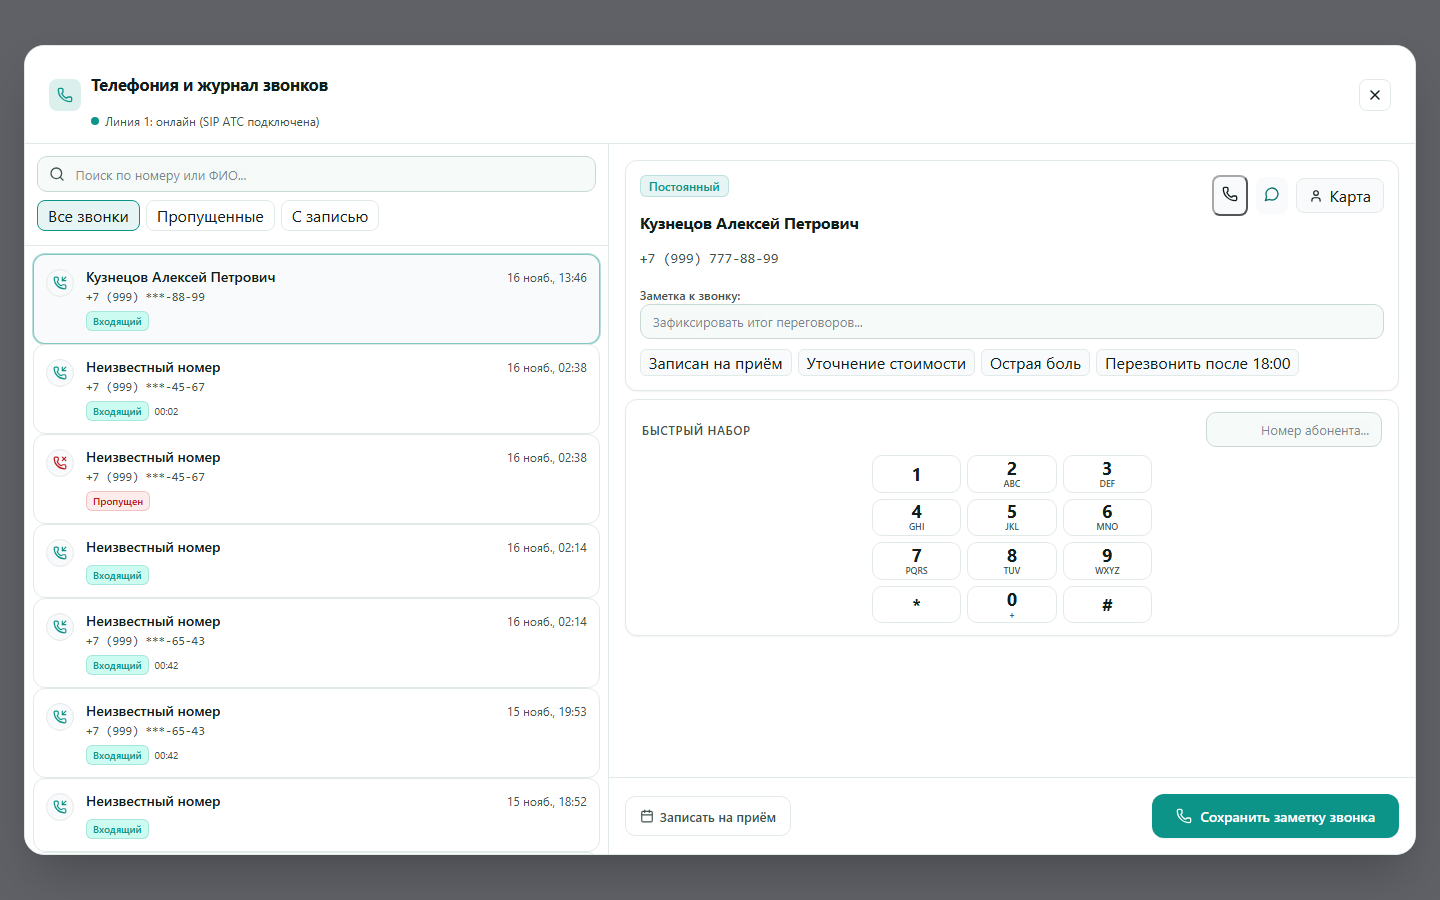 Телефония и журнал звонков
Линия 1: онлайн (SIP АТС подключена)
Поиск по номеру или ФИО...
Все звонки
Пропущенные
С записью
Кузнецов Алексей Петрович
16 нояб., 13:46
+7 (999) ***-88-99
Входящий
Неизвестный номер
16 нояб., 02:38
+7 (999) ***-45-67
Входящий 00:02
Неизвестный номер
16 нояб., 02:38
+7 (999) ***-45-67
Пропущен
Неизвестный номер
16 нояб., 02:14
Входящий
Неизвестный номер
16 нояб., 02:14
+7 (999) ***-65-43
Входящий 00:42
Неизвестный номер
15 нояб., 19:53
+7 (999) ***-65-43
Входящий 00:42
Неизвестный номер
15 нояб., 18:52
Входящий
Постоянный
Карта
Кузнецов Алексей Петрович
+7 (999) 777-88-99
Заметка к звонку:
Зафиксировать итог переговоров...
Записан на приём
Уточнение стоимости
Острая боль
Перезвонить после 18:00
БЫСТРЫЙ НАБОР
Номер абонента...
1
2
ABC
3
DEF
4
GHI
5
JKL
6
MNO
7
PQRS
8
TUV
9
WXYZ
*
0
+
#
Записать на приём
Сохранить заметку звонка